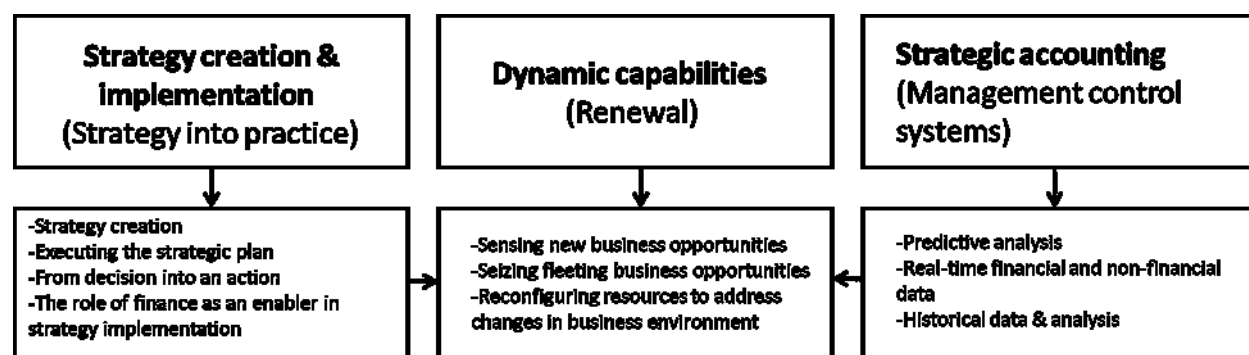 Strategy creation &
implementation
(Strategy into practice)
Dynamic capabilities
(Renewal)
Strategic accounting
(Management control
systems)
-Strategy creation
-Executing the strategic plan
-From decision into an action
-The role of finance as an enabler in
strategy implementation
-Sensing new business opportunities
-Seizing fleeting business opportunities
-Reconfiguring resources to address
changes in business environment
-Predictive analysis
-Real-time financial and non-financial
data
-Historical data & analysis